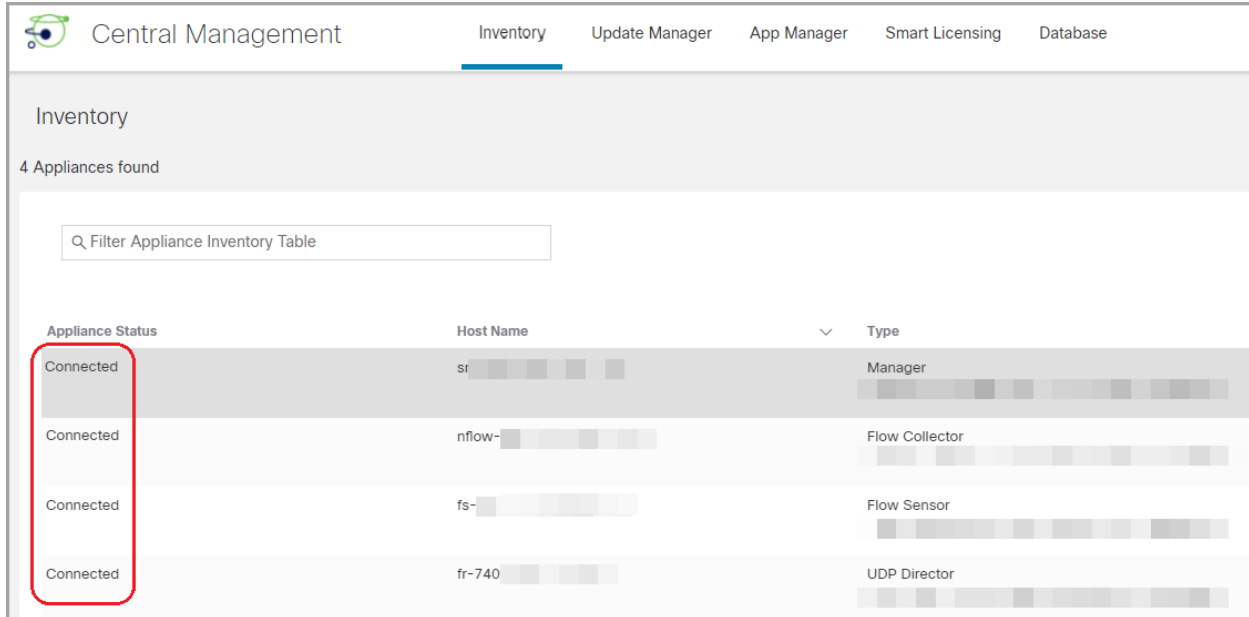 Central Management Inventory Update Manager App Manager Smart Licensing Database
Inventory
4 Appliances found
Filter Appliance Inventory Table
Appliance Status Host Name Type
Connected Manager
Connected nflow- Flow Collector
Connected fs- Flow Sensor
Connected fr-740 UDP Director